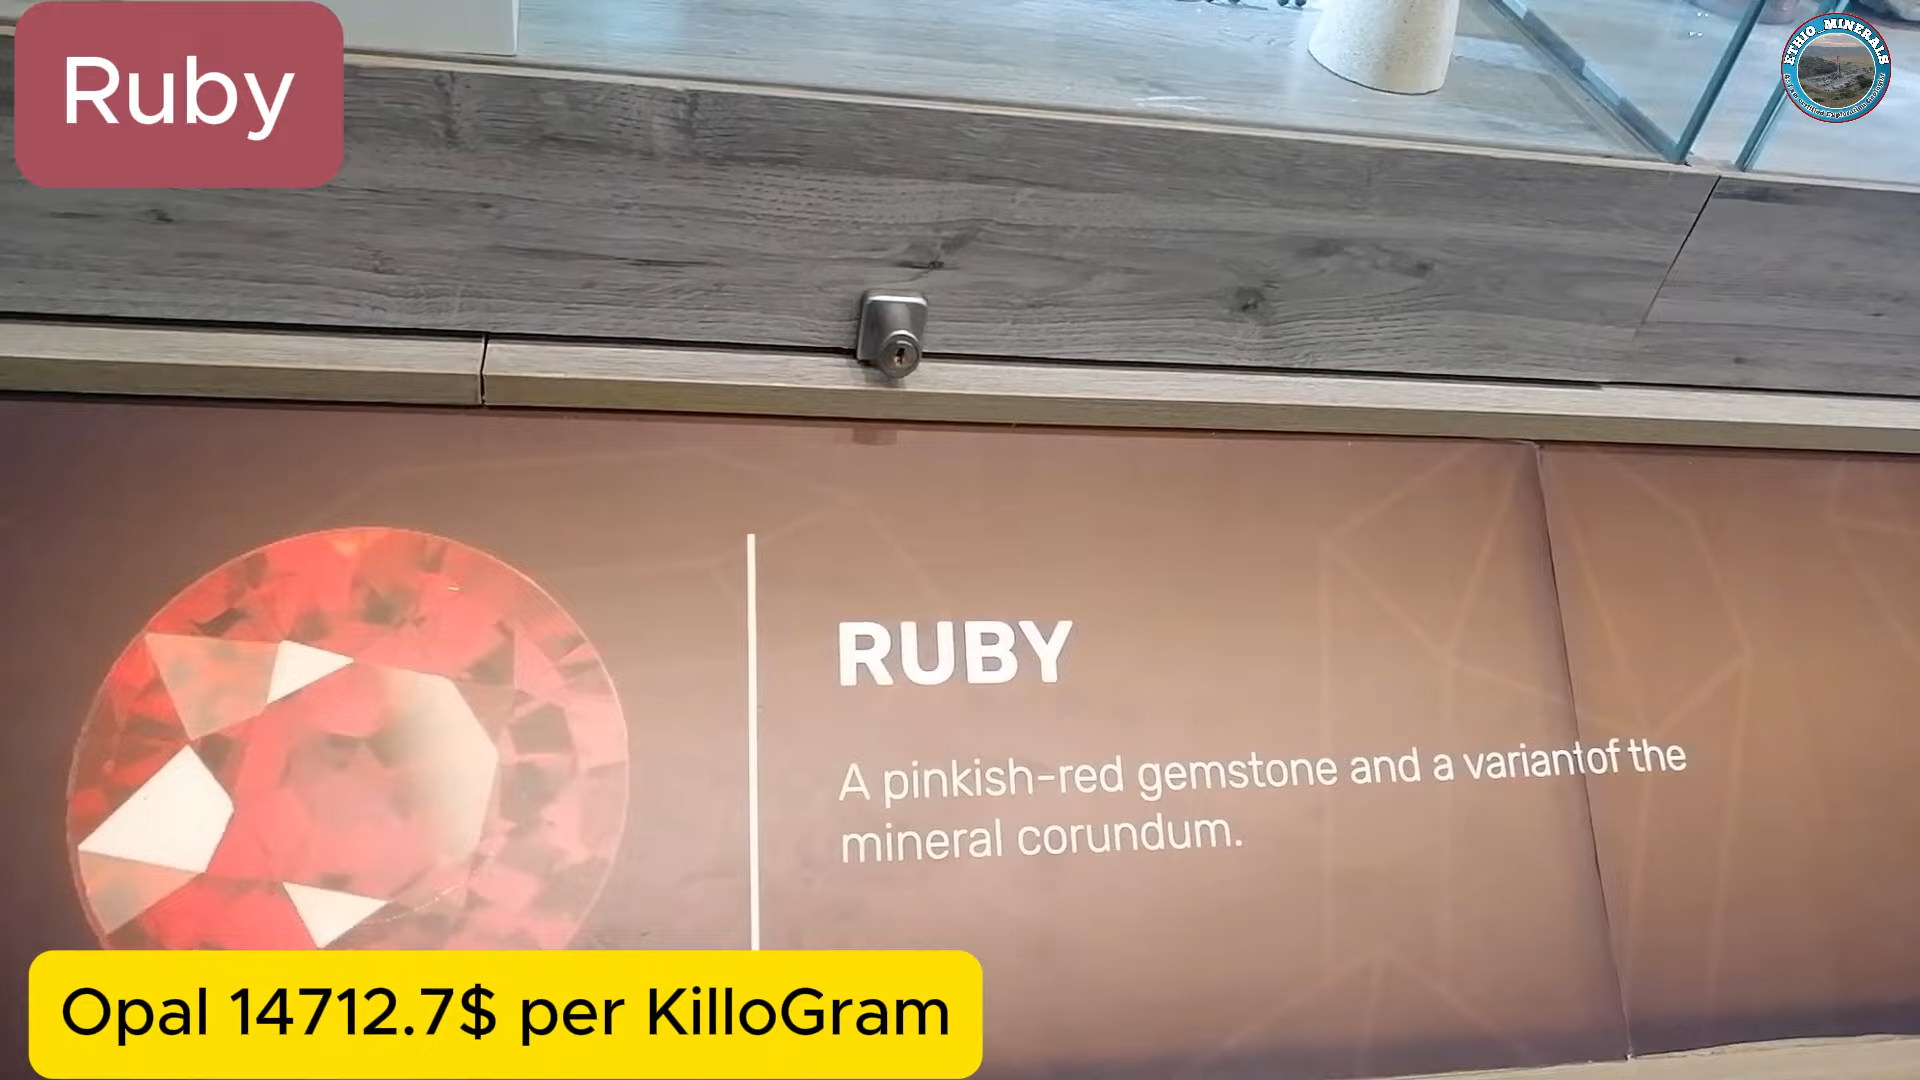 Ruby
ETHIO MINERALS
RUBY
A pinkish-red gemstone and a variantof the
mineral corundum.
Opal 14712.7$ per KilloGram